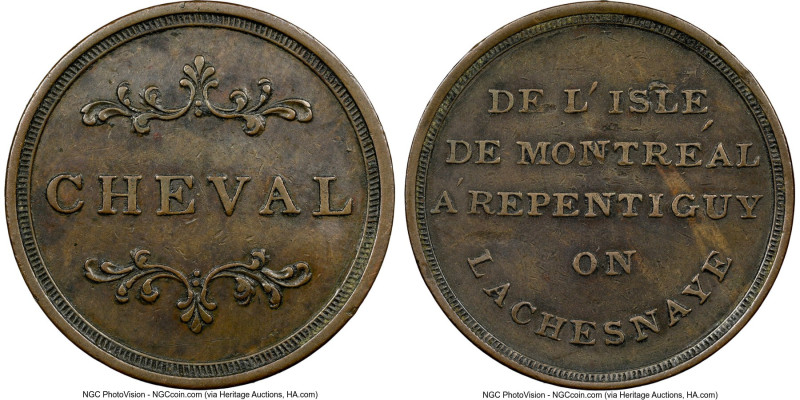 CHEVAL
DE L'ISLE
DE MONTRÉAL
A'REPENTIGUY
ON
LACHESNAYE
NGC PhotoVision - NGCcoin.com (via Heritage Auctions, HA.com)
NGC PhotoVision - NGCcoin.com (via Heritage Auctions, HA.com)